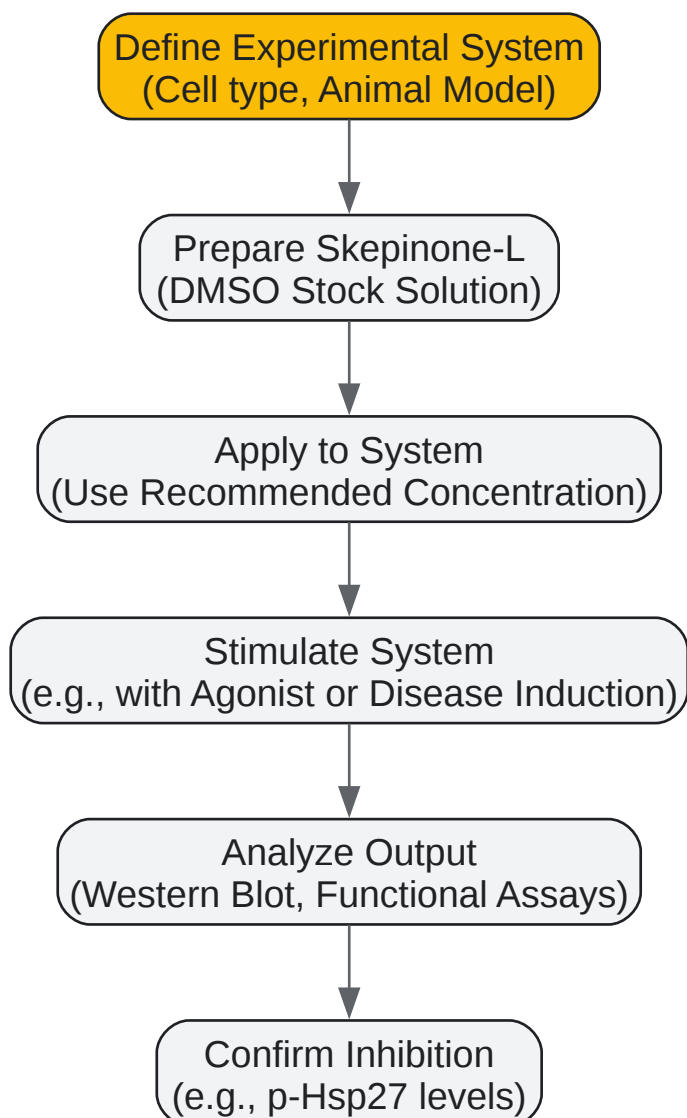 Define Experimental System
(Cell type, Animal Model)
Prepare Skepinone-L
(DMSO Stock Solution)
Apply to System
(Use Recommended Concentration)
Stimulate System
(e.g., with Agonist or Disease Induction)
Analyze Output
(Western Blot, Functional Assays)
Confirm Inhibition
(e.g., p-Hsp27 levels)